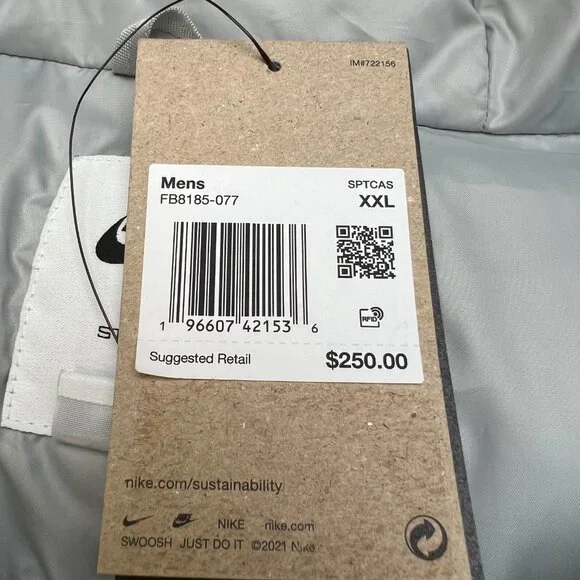 IM#722156
Mens SPTCAS
FB8185-077 XXL
RFID
1 96607 42153 6
Suggested Retail $250.00
nike.com/sustainability
NIKE nike.com
SWOOSH JUST DO IT ©2021 Nike